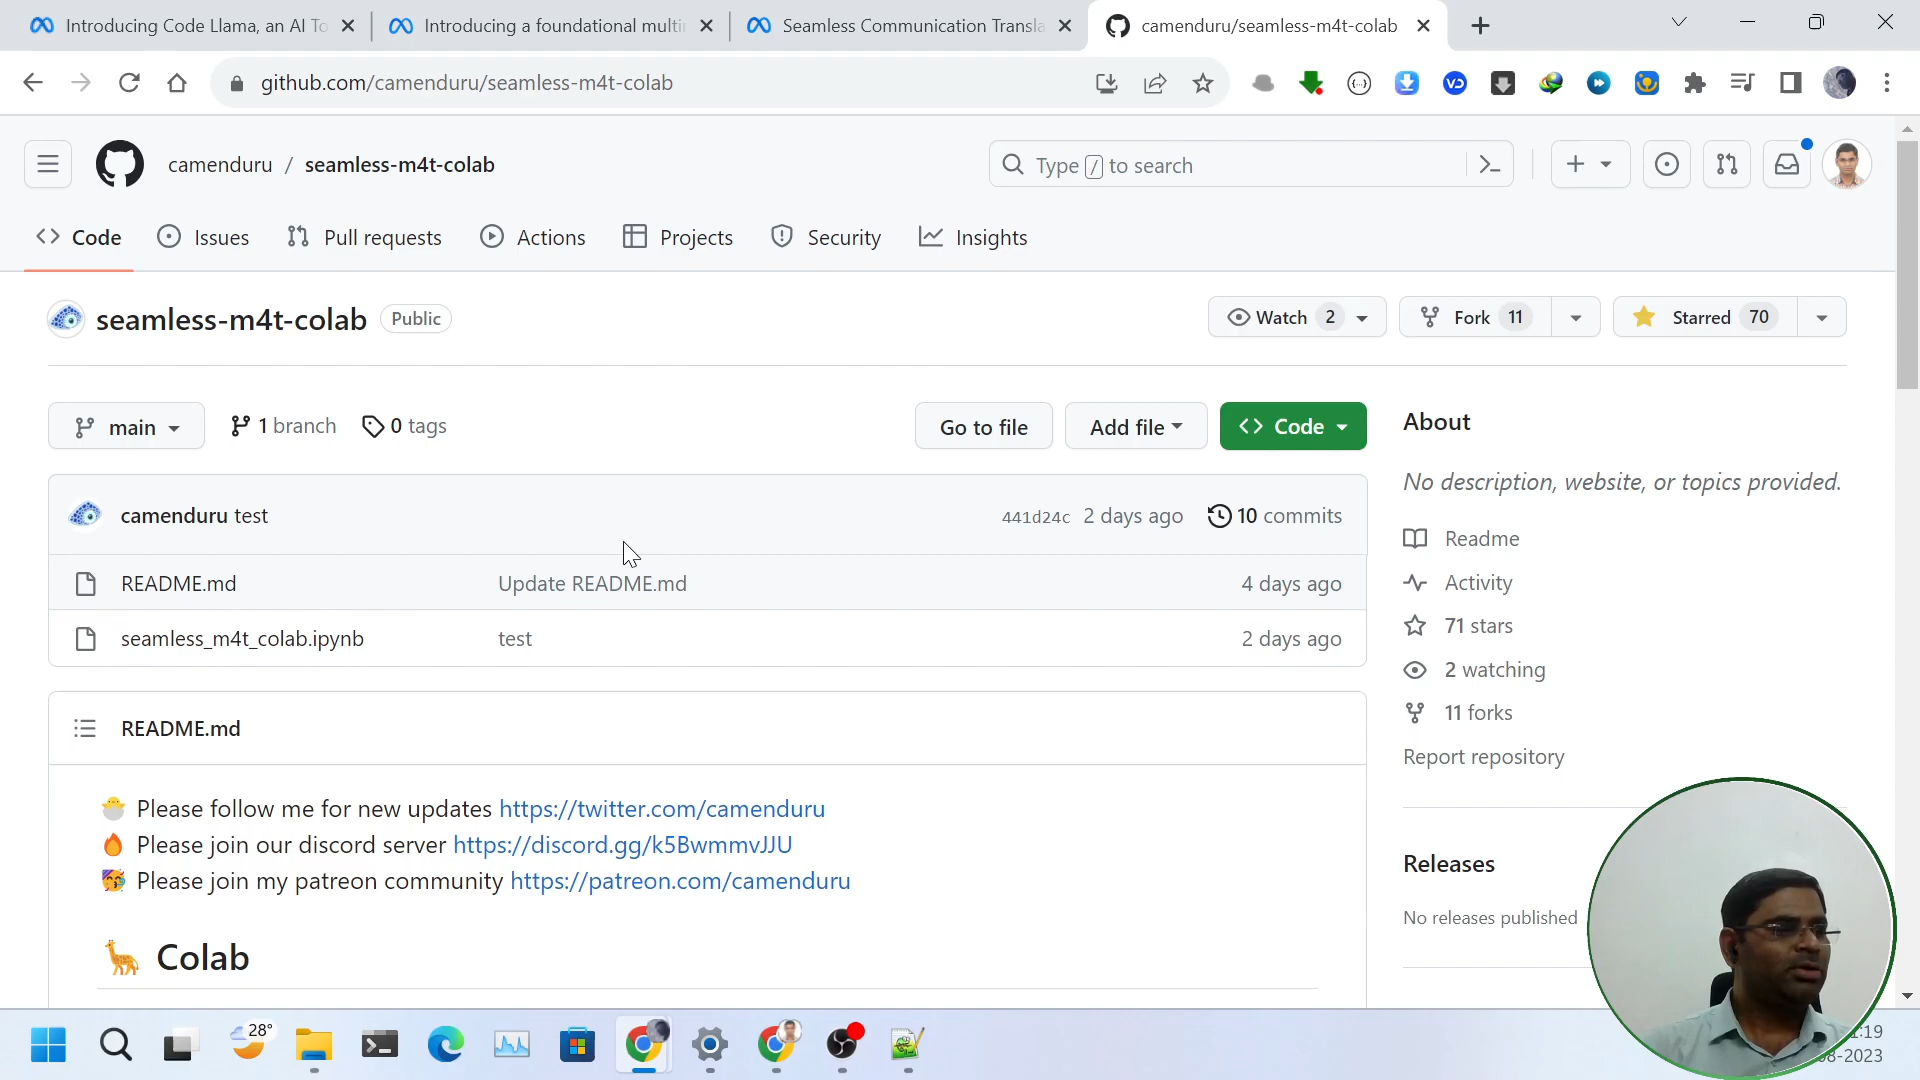 Introducing Code Llama, an AI To
Introducing a foundational multi
Seamless Communication Transla
camenduru/seamless-m4t-colab
github.com/camenduru/seamless-m4t-colab
VD
camenduru / seamless-m4t-colab
Type / to search
Code
Issues
Pull requests
Actions
Projects
Security
Insights
seamless-m4t-colab Public
Watch 2
Fork 11
Starred 70
main
1 branch
0 tags
Go to file
Add file
Code
About
No description, website, or topics provided.
camenduru test
441d24c 2 days ago 10 commits
README.md Update README.md 4 days ago
seamless_m4t_colab.ipynb test 2 days ago
Readme
Activity
71 stars
2 watching
11 forks
Report repository
README.md
Please follow me for new updates https://twitter.com/camenduru
Please join our discord server https://discord.gg/k5BwmmvJJU
Please join my patreon community https://patreon.com/camenduru
Colab
Releases
No releases published
28°
:19
8-2023